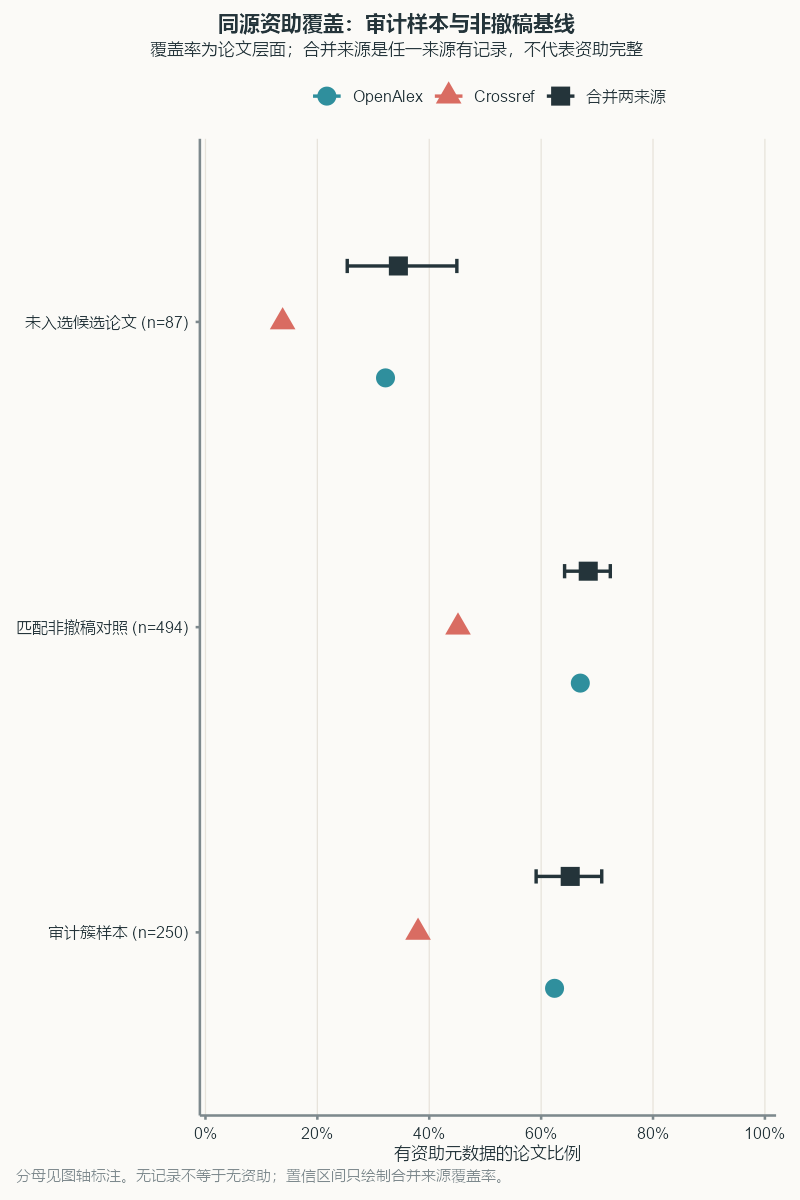 同源资助覆盖：审计样本与非撤稿基线
覆盖率为论文层面；合并来源是任一来源有记录，不代表资助完整
OpenAlex Crossref 合并两来源
未入选候选论文 (n=87)
匹配非撤稿对照 (n=494)
审计簇样本 (n=250)
0% 20% 40% 60% 80% 100%
有资助元数据的论文比例
分母见图轴标注。无记录不等于无资助；置信区间只绘制合并来源覆盖率。